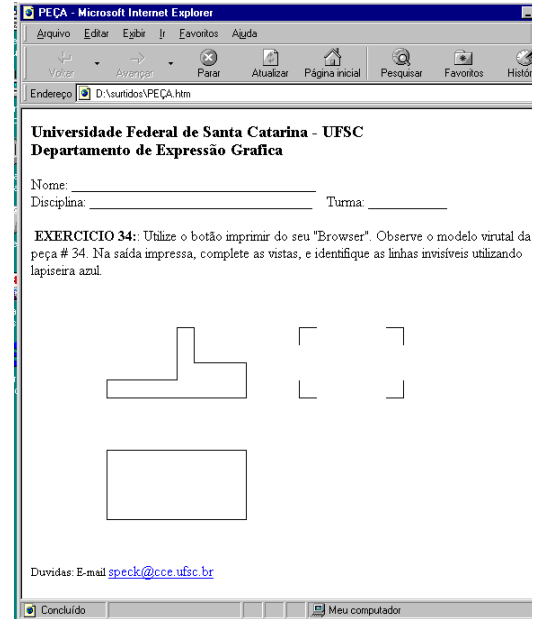 PEÇA - Microsoft Internet Explorer
Arquivo Editar Exibir Ir Favoritos Ajuda
Voltar Avançar Parar Atualizar Página inicial Pesquisar Favoritos Histór
Endereço D:\surtidos\PEÇA.htm
Universidade Federal de Santa Catarina - UFSC
Departamento de Expressão Grafica
Nome:
Disciplina: Turma:
EXERCICIO 34:: Utilize o botão imprimir do seu "Browser". Observe o modelo virutal da
peça # 34. Na saída impressa, complete as vistas, e identifique as linhas invisíveis utilizando
lapiseira azul.
Duvidas: E-mail speck@cce.ufsc.br
Concluído Meu computador